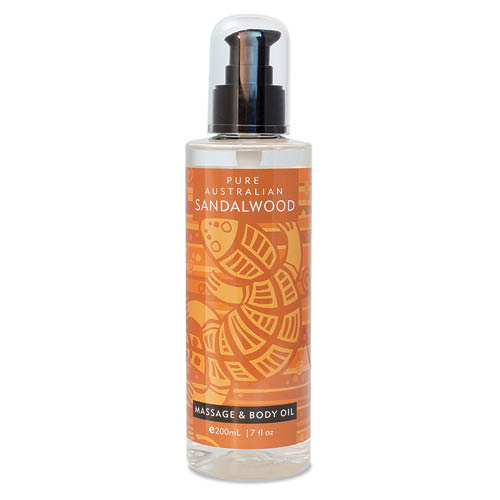 PURE
AUSTRALIAN
SANDALWOOD
MASSAGE & BODY OIL
℮200mL | 7 fl oz